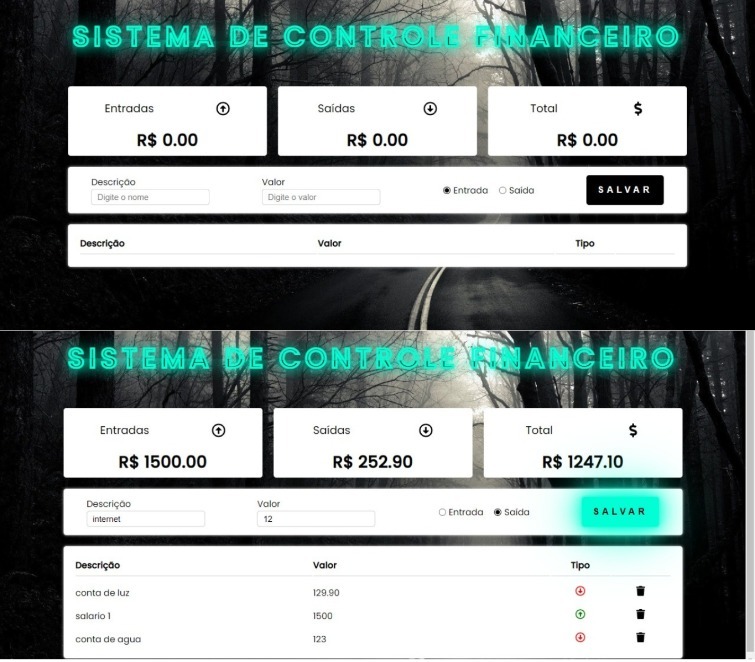 SISTEMA DE CONTROLE FINANCEIRO
Entradas
R$ 0.00
Saídas
R$ 0.00
Total $
R$ 0.00
Descrição
Digite o nome
Valor
Digite o valor
Entrada Saída
SALVAR
Descrição Valor Tipo
SISTEMA DE CONTROLE FINANCEIRO
Entradas
R$ 1500.00
Saídas
R$ 252.90
Total $
R$ 1247.10
Descrição
internet
Valor
12
Entrada Saída
SALVAR
Descrição Valor Tipo
conta de luz 129.90
salario 1 1500
conta de agua 123